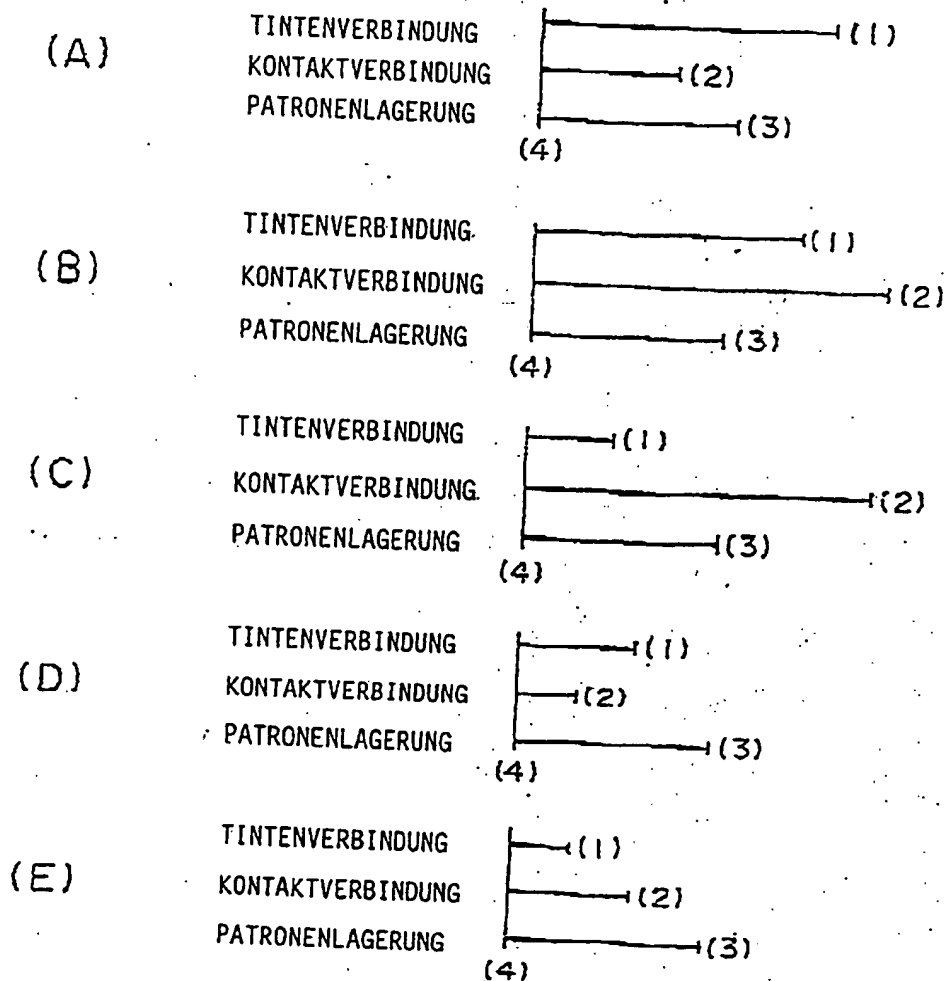 TINTENVERBINDUNG (1)
(A) KONTAKTVERBINDUNG (2)
PATRONENLAGERUNG (3)
(4)
TINTENVERBINDUNG (1)
(B) KONTAKTVERBINDUNG (2)
PATRONENLAGERUNG (3)
(4)
TINTENVERBINDUNG (1)
(C) KONTAKTVERBINDUNG (2)
PATRONENLAGERUNG (3)
(4)
TINTENVERBINDUNG (1)
(D) KONTAKTVERBINDUNG (2)
PATRONENLAGERUNG (3)
(4)
TINTENVERBINDUNG (1)
(E) KONTAKTVERBINDUNG (2)
PATRONENLAGERUNG (3)
(4)